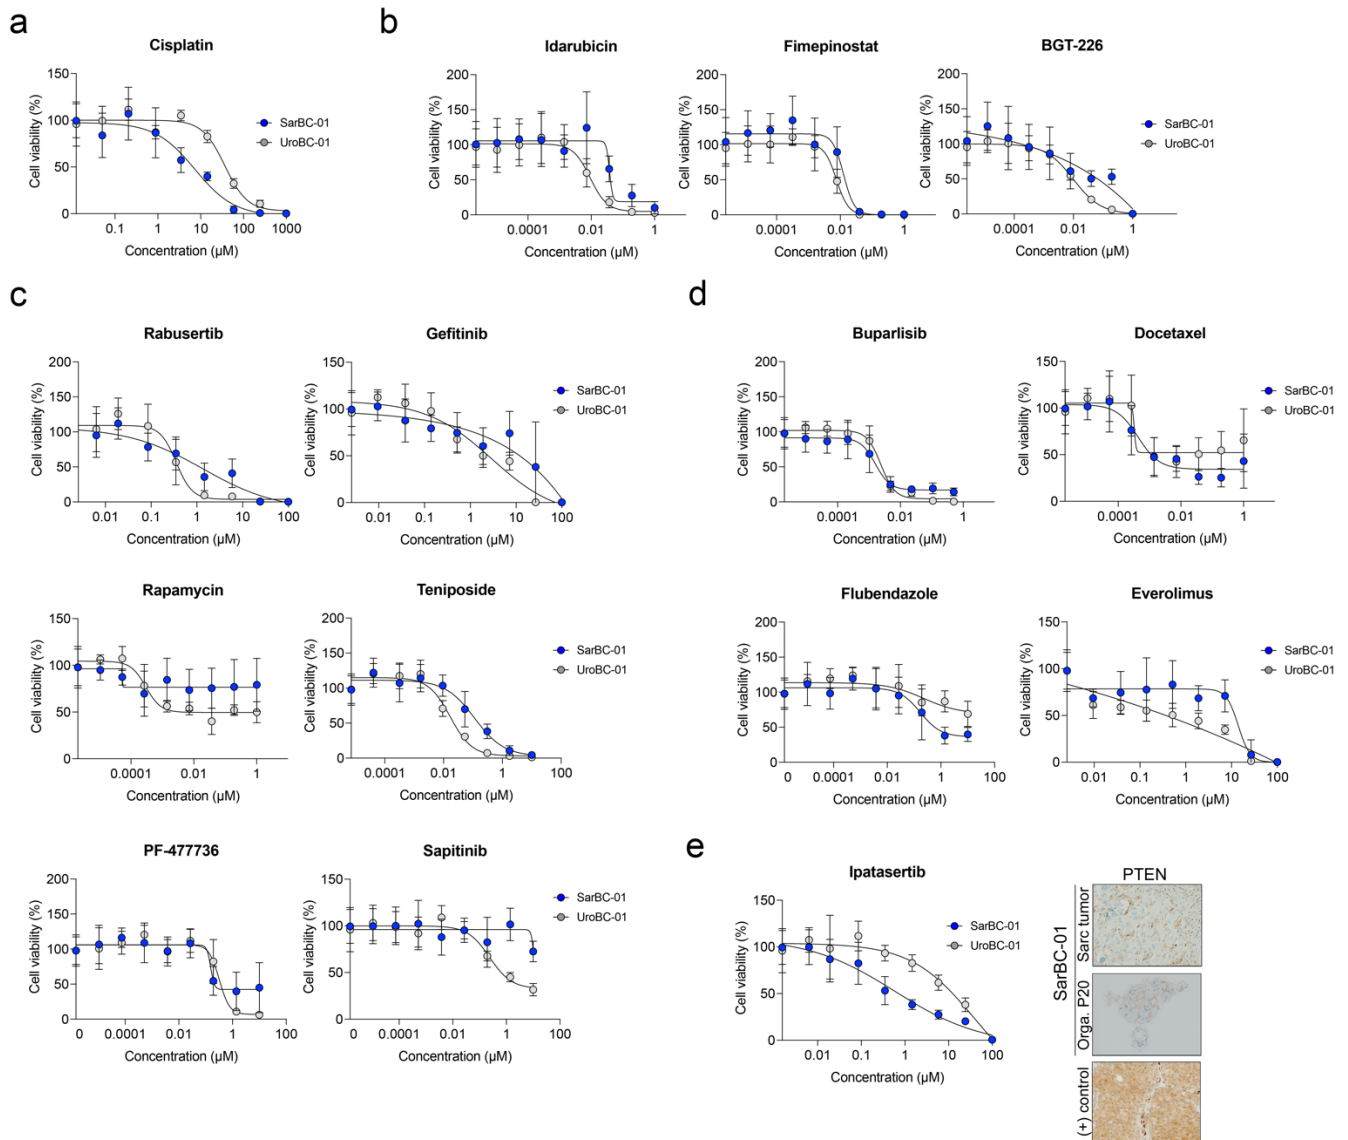 a
Cisplatin
Cell viability (%)
150
100
50
0
0.1 1 10 100 1000
Concentration (µM)
SarBC-01
UroBC-01
b
Idarubicin
Cell viability (%)
200
150
100
50
0
0.0001 0.01 1
Concentration (µM)
Fimepinostat
Cell viability (%)
200
150
100
50
0
0.0001 0.01 1
Concentration (µM)
BGT-226
Cell viability (%)
200
150
100
50
0
0.0001 0.01 1
Concentration (µM)
SarBC-01
UroBC-01
c
Rabusertib
Cell viability (%)
200
150
100
50
0
0.01 0.1 1 10 100
Concentration (µM)
Gefitinib
Cell viability (%)
150
100
50
0
0.01 0.1 1 10 100
Concentration (µM)
SarBC-01
UroBC-01
Rapamycin
Cell viability (%)
150
100
50
0
0.0001 0.01 1
Concentration (µM)
Teniposide
Cell viability (%)
200
150
100
50
0
0.0001 0.01 1 100
Concentration (µM)
SarBC-01
UroBC-01
PF-477736
Cell viability (%)
200
150
100
50
0
0 0.0001 0.01 1 100
Concentration (µM)
Sapitinib
Cell viability (%)
150
100
50
0
0 0.0001 0.01 1 100
Concentration (µM)
SarBC-01
UroBC-01
d
Buparlisib
Cell viability (%)
200
150
100
50
0
0.0001 0.01 1
Concentration (µM)
Docetaxel
Cell viability (%)
150
100
50
0
0.0001 0.01 1
Concentration (µM)
SarBC-01
UroBC-01
Flubendazole
Cell viability (%)
200
150
100
50
0
0 0.0001 0.01 1 100
Concentration (µM)
Everolimus
Cell viability (%)
150
100
50
0
0.01 0.1 1 10 100
Concentration (µM)
SarBC-01
UroBC-01
e
Ipatasertib
Cell viability (%)
150
100
50
0
0.01 0.1 1 10 100
Concentration (µM)
SarBC-01
UroBC-01
PTEN
SarBC-01
Sarc tumor
Orga. P20
(+) control